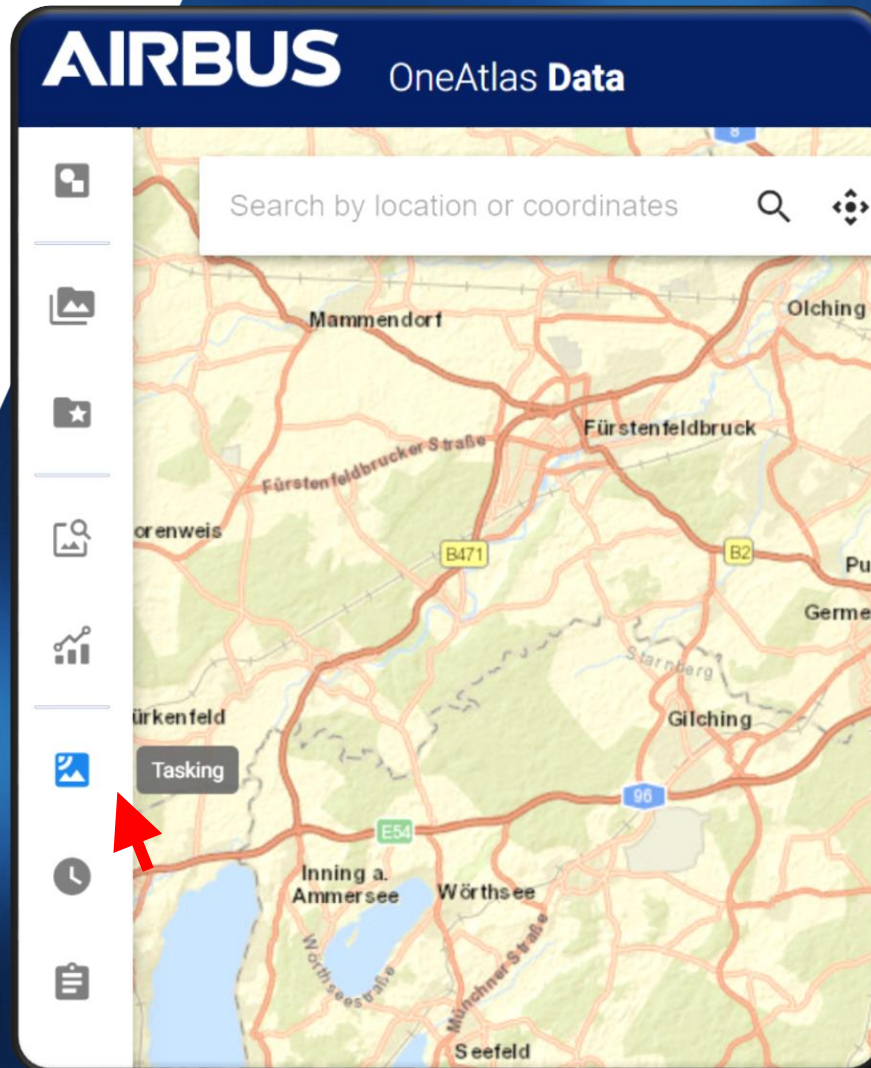 AIRBUS OneAtlas Data
8
Search by location or coordinates
Olching
Mammendorf
Fürstenfeldbruck
Fürstenfeldbrucker Straße
orenweis
B471
B2
Pu
Germe
Starnberg
ürkenfeld
Gilching
Tasking
96
E54
Inning a.
Ammersee
Wörthsee
Wörthseestraße
Münchner Straße
Seefeld